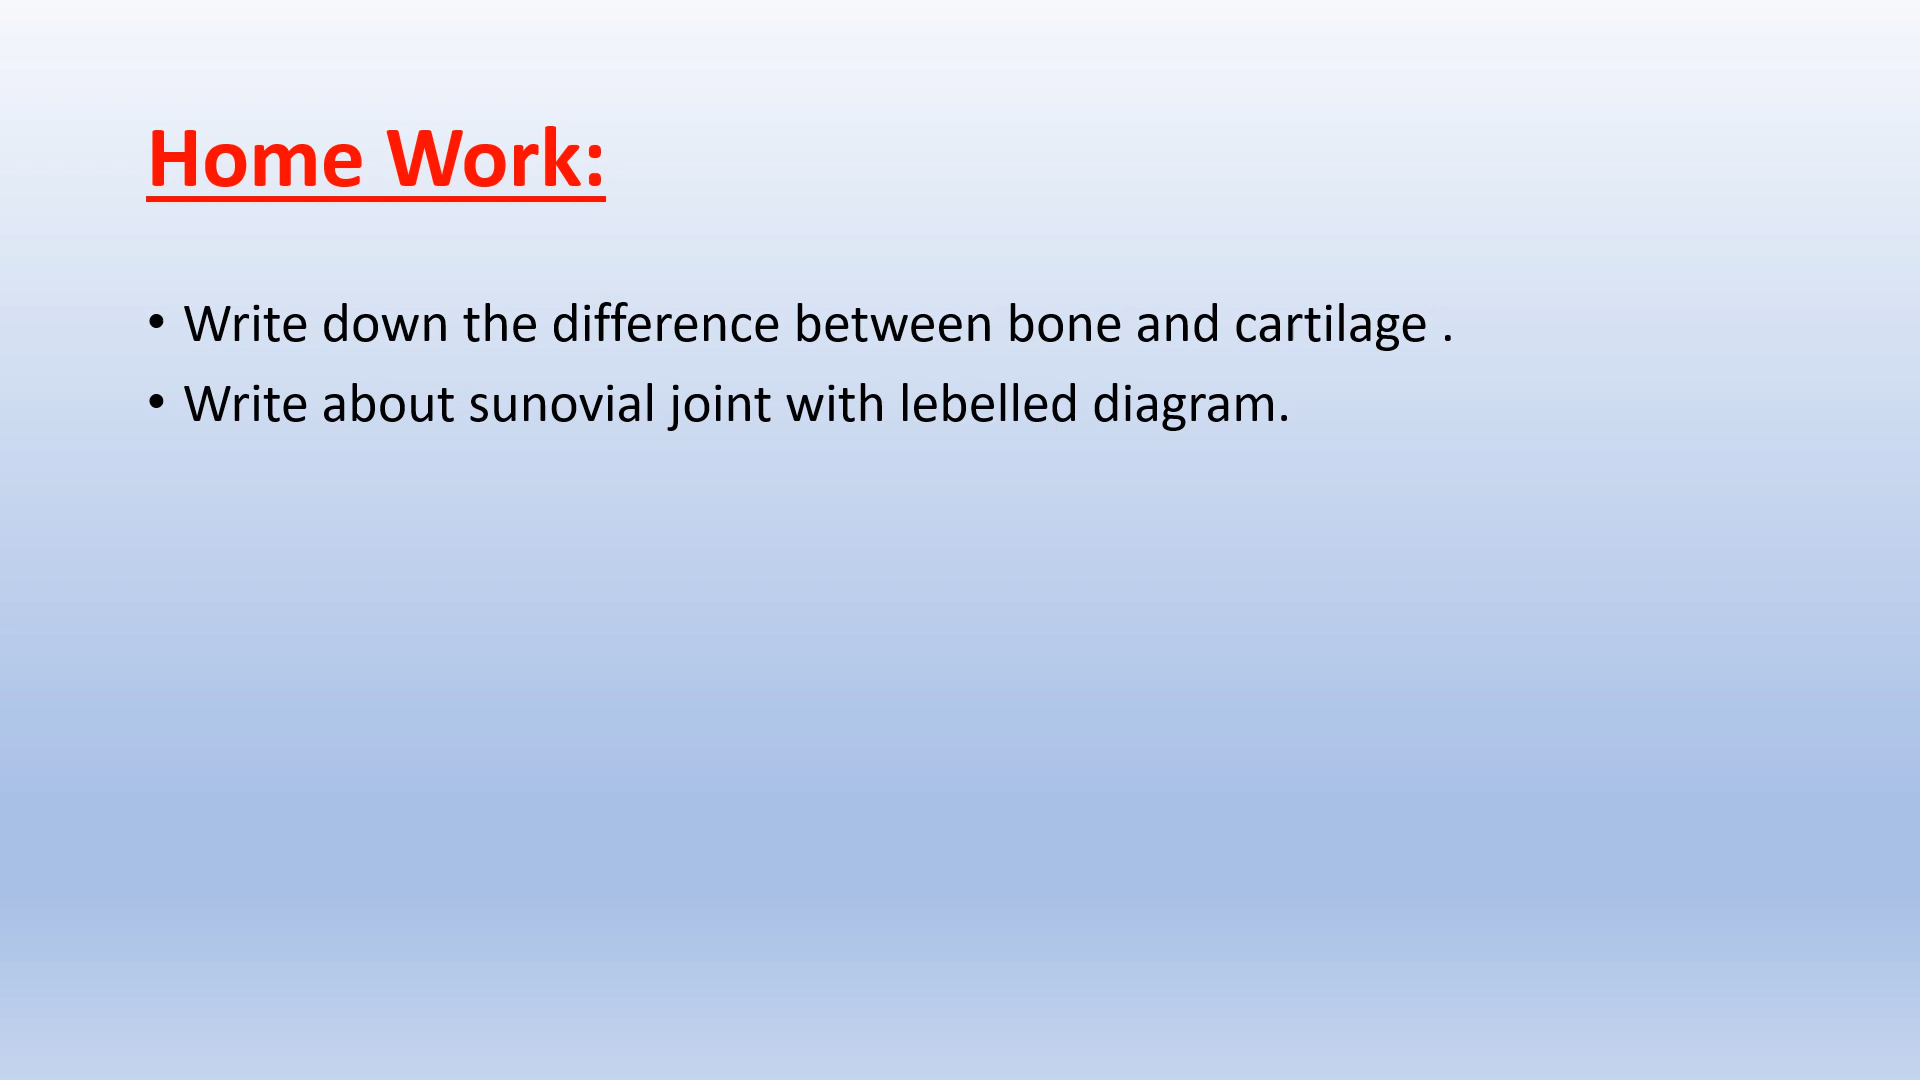 Home Work:
• Write down the difference between bone and cartilage .
• Write about sunovial joint with lebelled diagram.